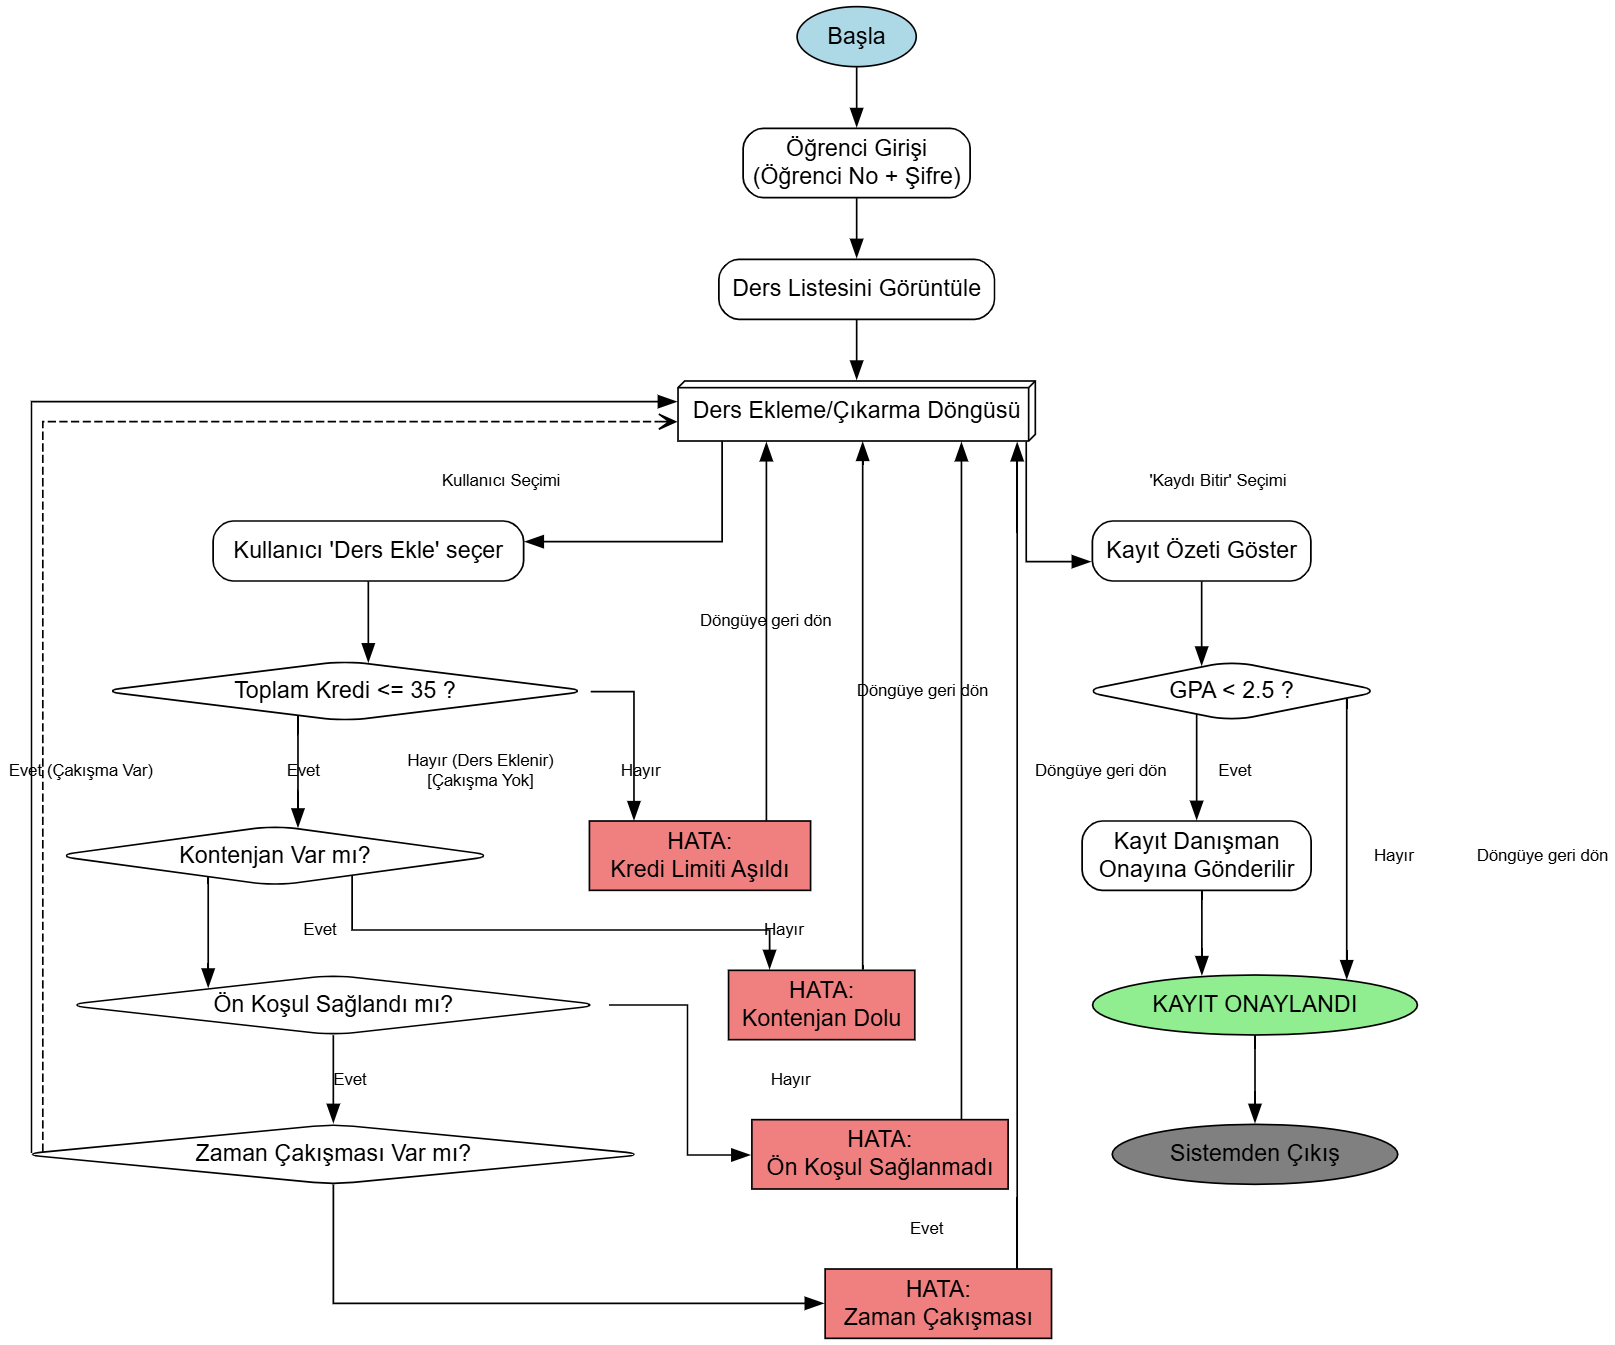 Başla
Öğrenci Girişi
(Öğrenci No + Şifre)
Ders Listesini Görüntüle
Ders Ekleme/Çıkarma Döngüsü
Kullanıcı Seçimi
'Kaydı Bitir' Seçimi
Kullanıcı 'Ders Ekle' seçer
Kayıt Özeti Göster
Döngüye geri dön
Toplam Kredi <= 35 ?
Döngüye geri dön
GPA < 2.5 ?
Evet (Çakışma Var)
Evet
Hayır (Ders Eklenir)
[Çakışma Yok]
Hayır
Döngüye geri dön
Evet
Kontenjan Var mı?
HATA:
Kredi Limiti Aşıldı
Kayıt Danışman
Onayına Gönderilir
Hayır
Döngüye geri dön
Evet
Hayır
Ön Koşul Sağlandı mı?
HATA:
Kontenjan Dolu
KAYIT ONAYLANDI
Evet
Hayır
Zaman Çakışması Var mı?
HATA:
Ön Koşul Sağlanmadı
Sistemden Çıkış
Evet
HATA:
Zaman Çakışması